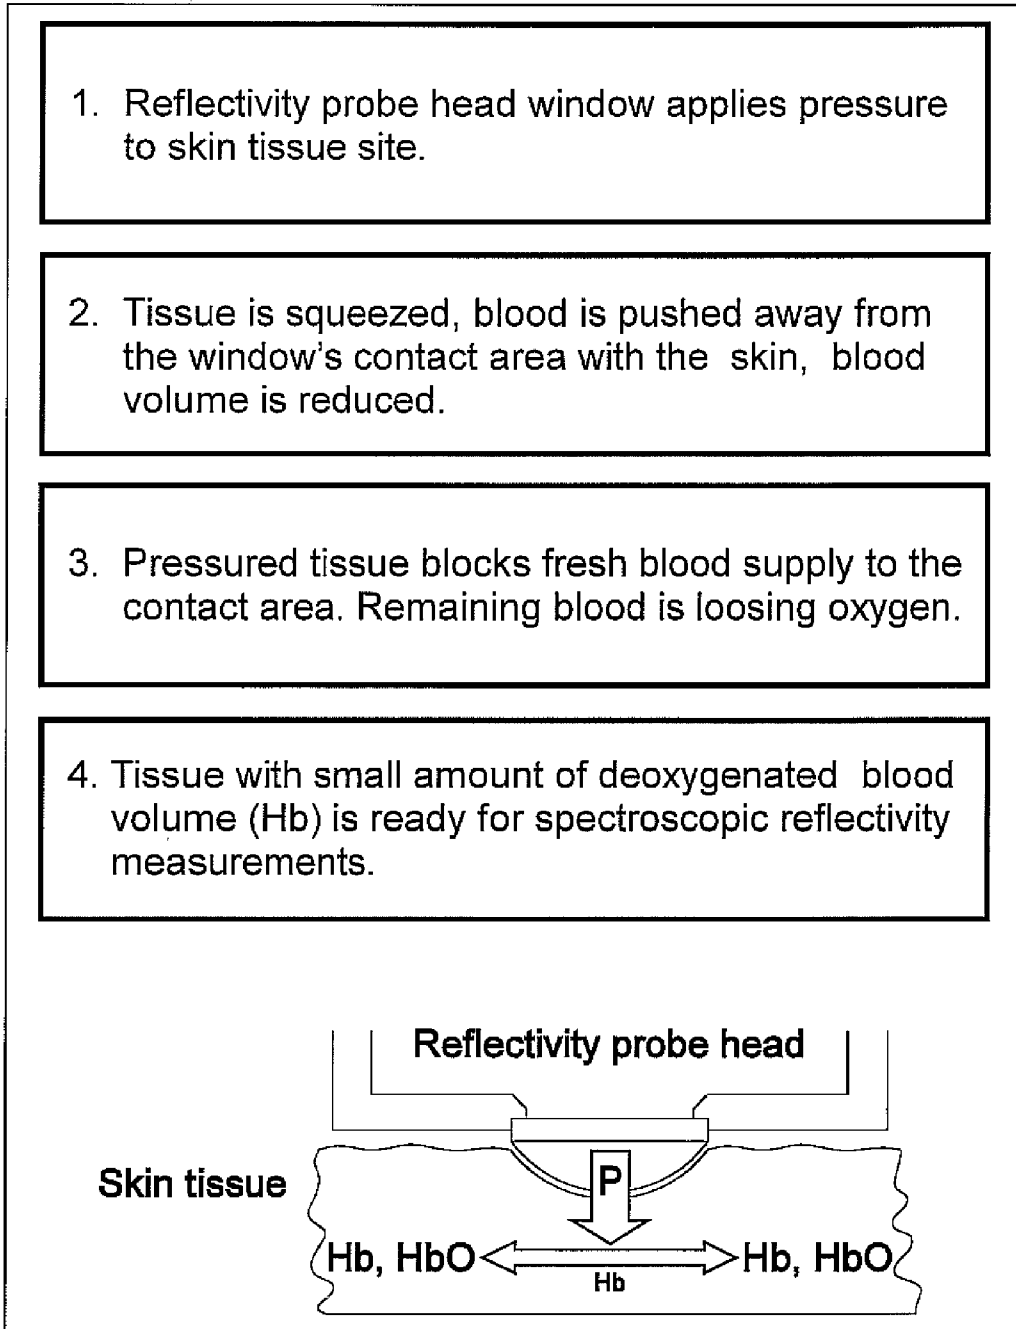 1. Reflectivity probe head window applies pressure
to skin tissue site.
2. Tissue is squeezed, blood is pushed away from
the window's contact area with the skin, blood
volume is reduced.
3. Pressured tissue blocks fresh blood supply to the
contact area. Remaining blood is loosing oxygen.
4. Tissue with small amount of deoxygenated blood
volume (Hb) is ready for spectroscopic reflectivity
measurements.
Reflectivity probe head
Skin tissue
P
Hb, HbO
Hb
Hb, HbO